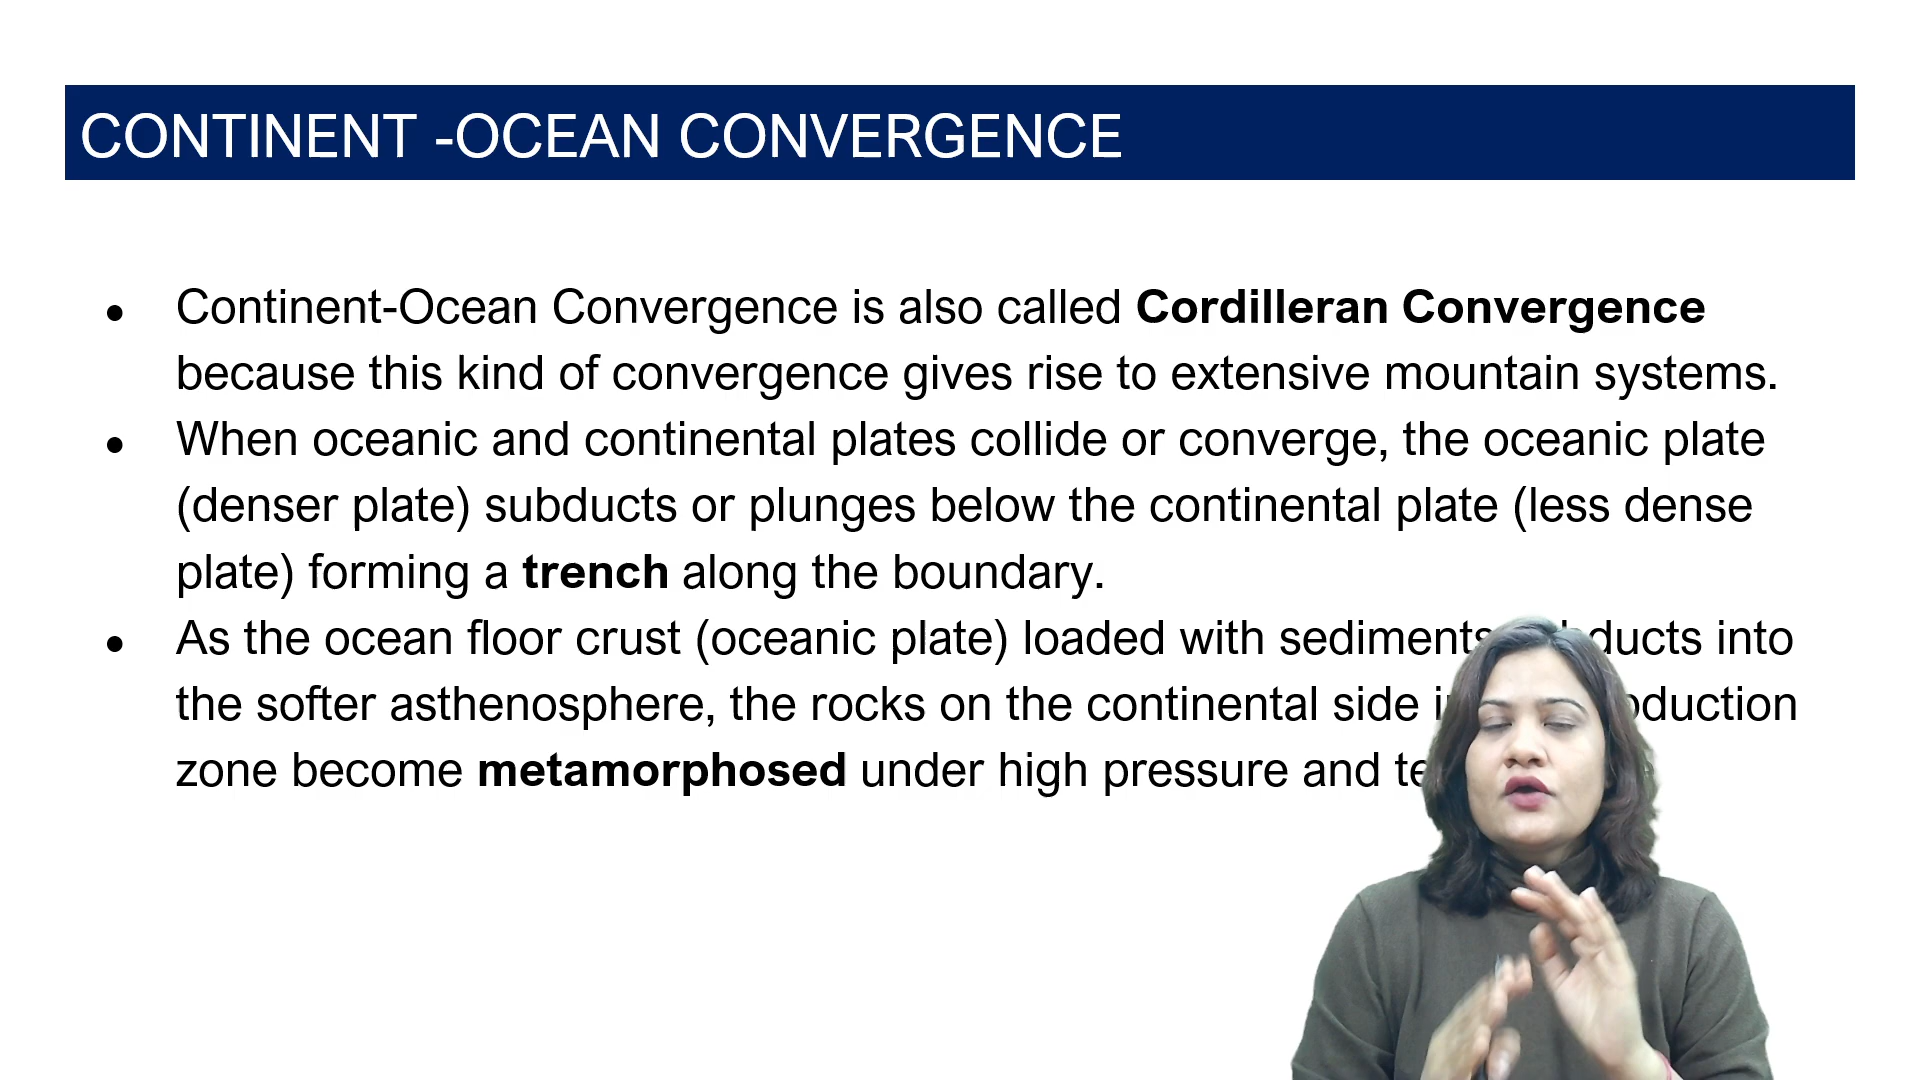 CONTINENT -OCEAN CONVERGENCE
● Continent-Ocean Convergence is also called Cordilleran Convergence
because this kind of convergence gives rise to extensive mountain systems.
● When oceanic and continental plates collide or converge, the oceanic plate
(denser plate) subducts or plunges below the continental plate (less dense
plate) forming a trench along the boundary.
● As the ocean floor crust (oceanic plate) loaded with sediments into
the softer asthenosphere, the rocks on the continental side
zone become metamorphosed under high pressure and